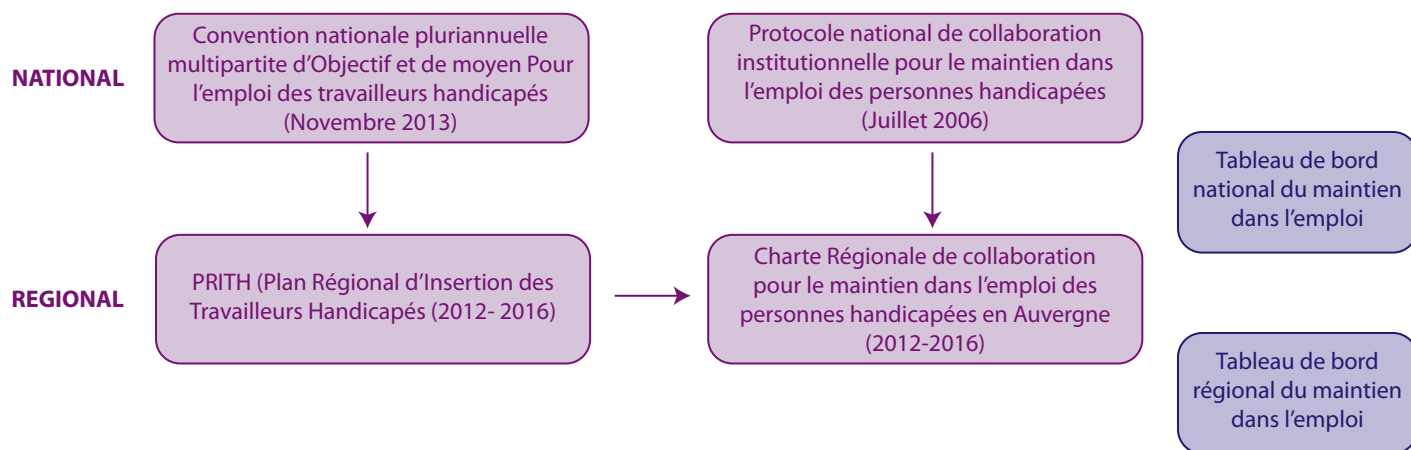 NATIONAL
Convention nationale pluriannuelle
multipartite d'Objectif et de moyen Pour
l'emploi des travailleurs handicapés
(Novembre 2013)
Protocole national de collaboration
institutionnelle pour le maintien dans
l'emploi des personnes handicapées
(Juillet 2006)
Tableau de bord
national du maintien
dans l'emploi
REGIONAL
PRITH (Plan Régional d'Insertion des
Travailleurs Handicapés (2012- 2016)
Charte Régionale de collaboration
pour le maintien dans l'emploi des
personnes handicapées en Auvergne
(2012-2016)
Tableau de bord
régional du maintien
dans l'emploi